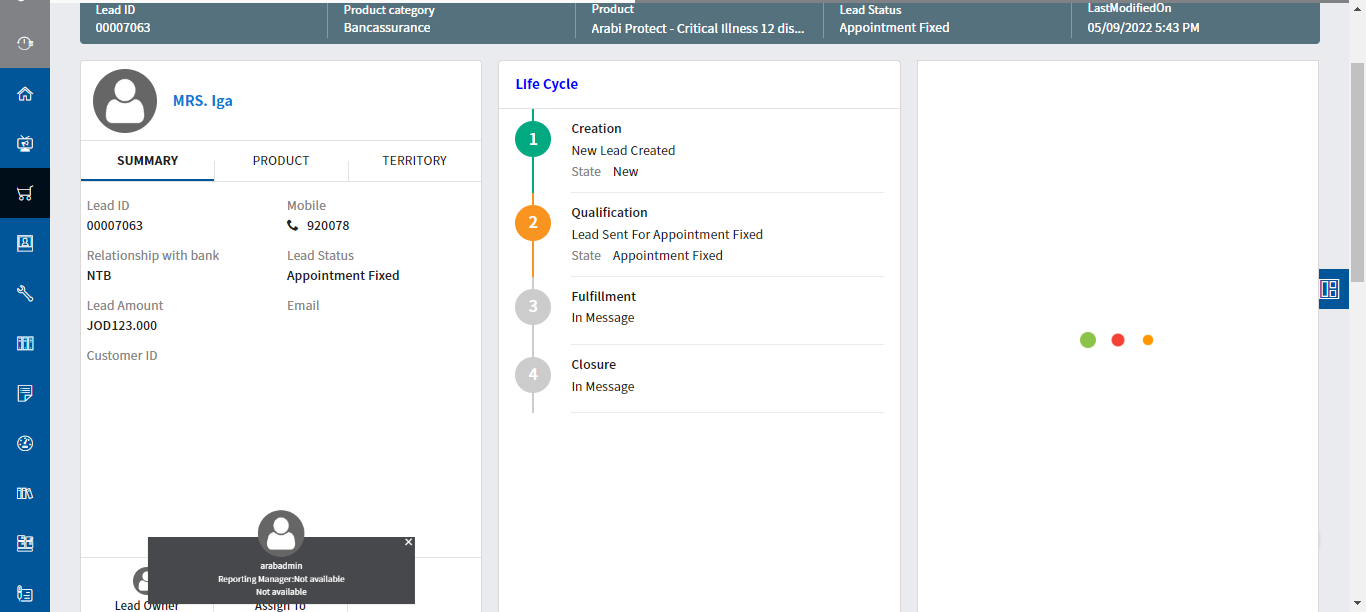 Lead ID
00007063
Product category
Bancassurance
Product
Arabi Protect - Critical Illness 12 dis...
Lead Status
Appointment Fixed
LastModifiedOn
05/09/2022 5:43 PM
MRS. Iga
SUMMARY
PRODUCT
TERRITORY
Lead ID
00007063
Mobile
920078
Relationship with bank
NTB
Lead Status
Appointment Fixed
Lead Amount
JOD123.000
Email
Customer ID
arabadmin
Reporting Manager:Not available
Not available
Lead Owner
Assign To
LIfe Cycle
1
Creation
New Lead Created
State New
2
Qualification
Lead Sent For Appointment Fixed
State Appointment Fixed
3
Fulfillment
In Message
4
Closure
In Message